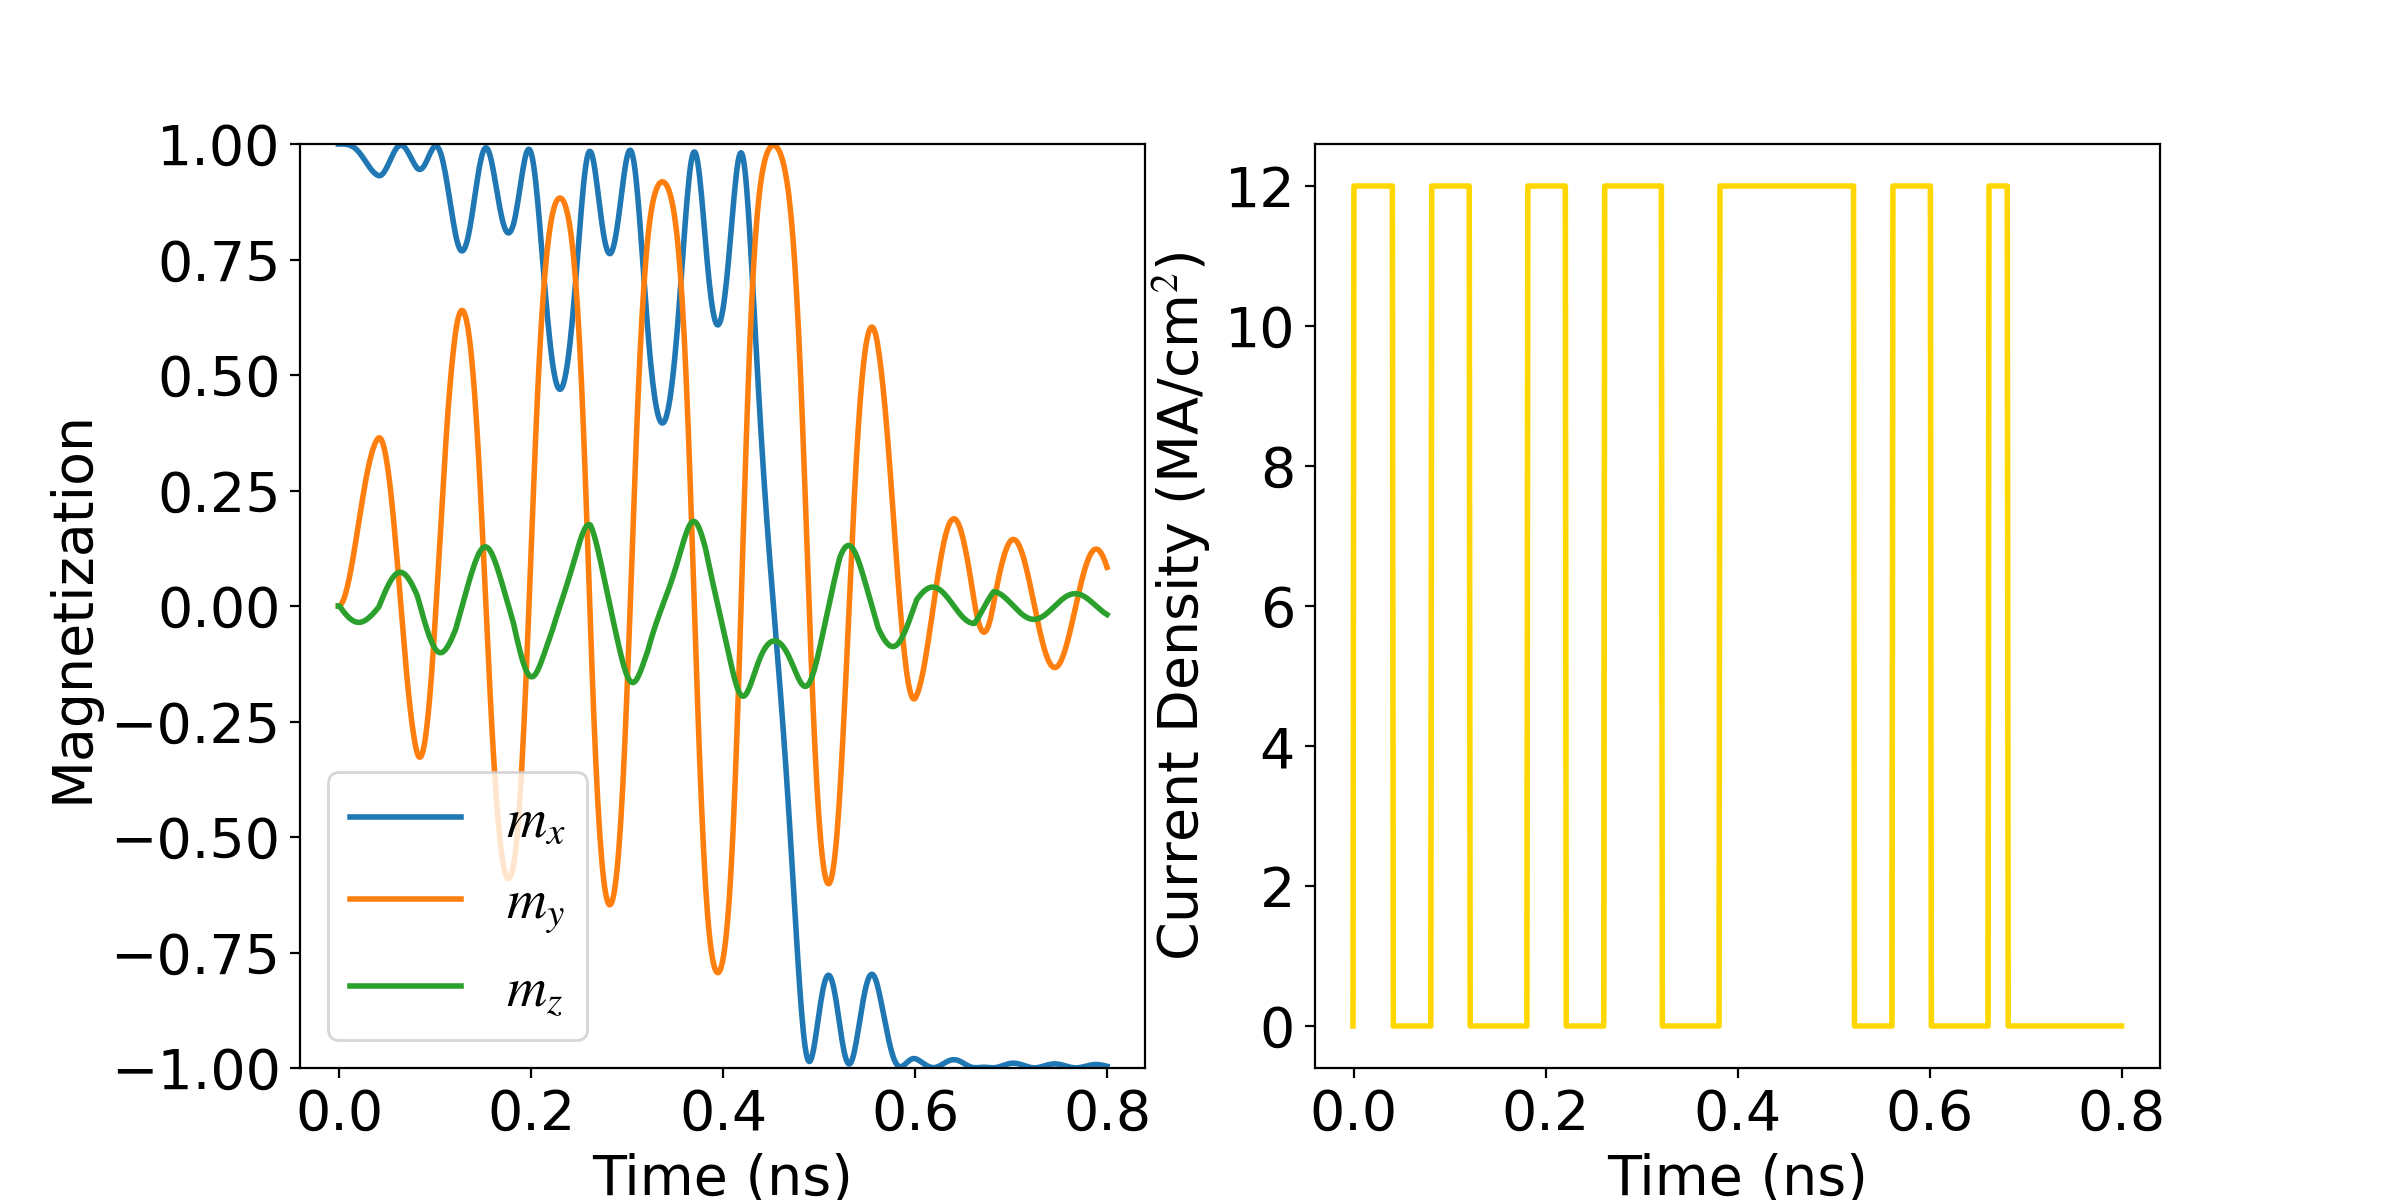 1.00
0.75
0.50
0.25
0.00
−0.25
−0.50
−0.75
−1.00
Magnetization
m_x
m_y
m_z
0.0 0.2 0.4 0.6 0.8
Time (ns)
12
10
8
6
4
2
0
Current Density (MA/cm²)
0.0 0.2 0.4 0.6 0.8
Time (ns)